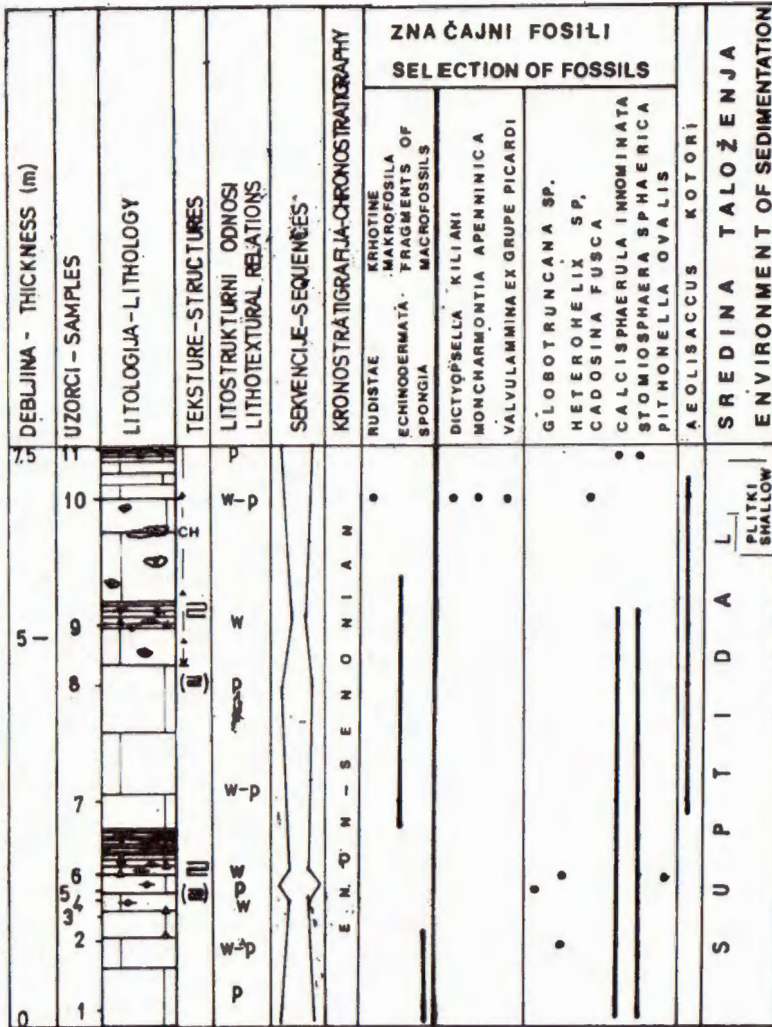 ZNAČAJNI FOSILI
SELECTION OF FOSSILS
DEBLJINA - THICKNESS (m)
UZORCI - SAMPLES
LITOLOGIJA - LITHOLOGY
TEKSTURE - STRUCTURES
LITOSTRUKTURNI ODNOSI
LITHOTEXTURAL RELATIONS
SEKVENCIJE - SEQUENCES
KRONOSTRATIGRAFIJA - CHRONOSTRATIGRAPHY
RUDISTAE
ECHINODERMATA
SPONGIA
KRHOTINE
MAKROFOSILA
FRAGMENTS OF
MACROFOSSILS
DICTYOPSELLA KILIANI
MONCHARMONTIA APENNINICA
VALVULAMMINA EX GRUPE PICARDI
GLOBOTRUNCANA SP.
HETEROHELIX SP,
CADOSINA FUSCA
CALCISPHAERULA INNOMINATA
STOMIOSPHAERA SPHAERICA
PITHONELLA OVALIS
AEOLISACCUS KOTORI
SREDINA TALOŽENJA
ENVIRONMENT OF SEDIMENTATION
7.5
11
p
10
w-p
CH
PLITKI
SHALLOW
9
w
5
8
p
w-p
7
6
w
5
p
4
w
3
2
w-p
1
p
0
ENON-SENONIAN
SUPTIDAL